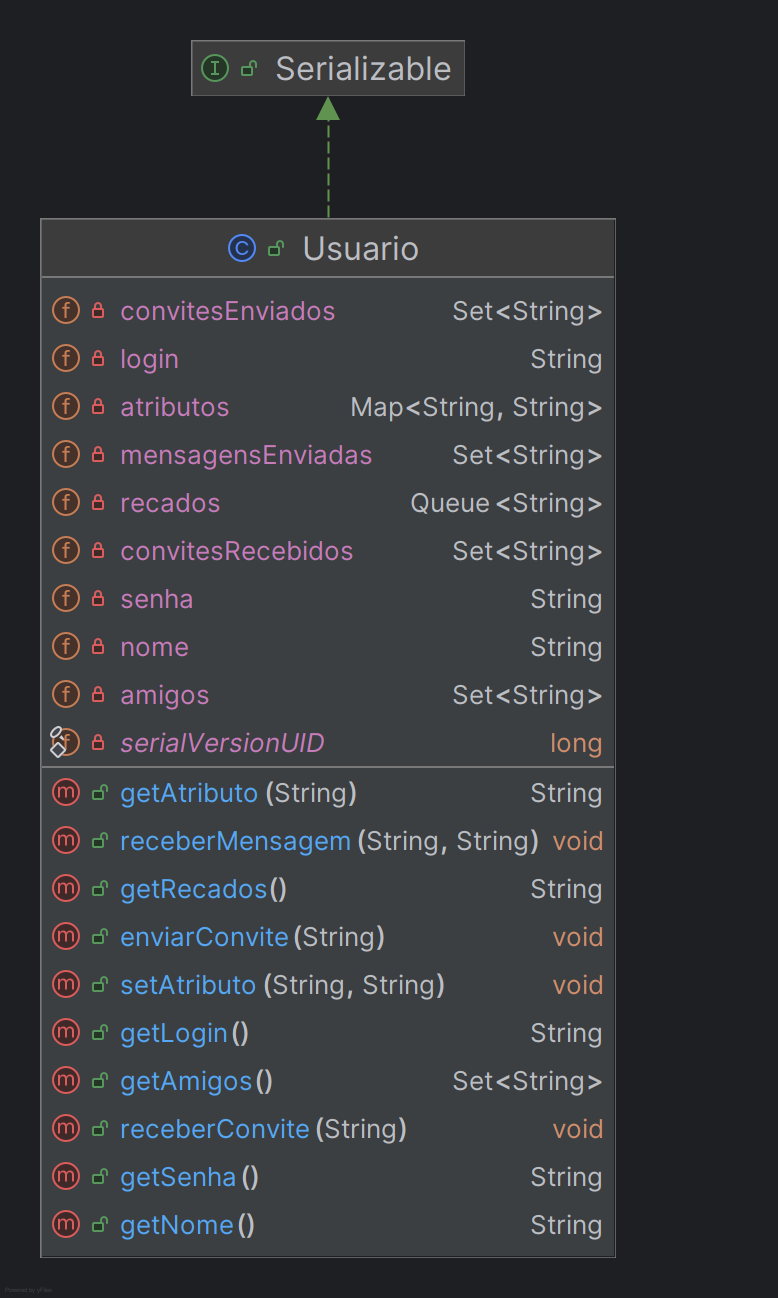 I Serializable
C Usuario
f convitesEnviados Set<String>
f login String
f atributos Map<String, String>
f mensagensEnviadas Set<String>
f recados Queue<String>
f convitesRecebidos Set<String>
f senha String
f nome String
f amigos Set<String>
f serialVersionUID long
m getAtributo(String) String
m receberMensagem(String, String) void
m getRecados() String
m enviarConvite(String) void
m setAtributo(String, String) void
m getLogin() String
m getAmigos() Set<String>
m receberConvite(String) void
m getSenha() String
m getNome() String
Powered by yFiles